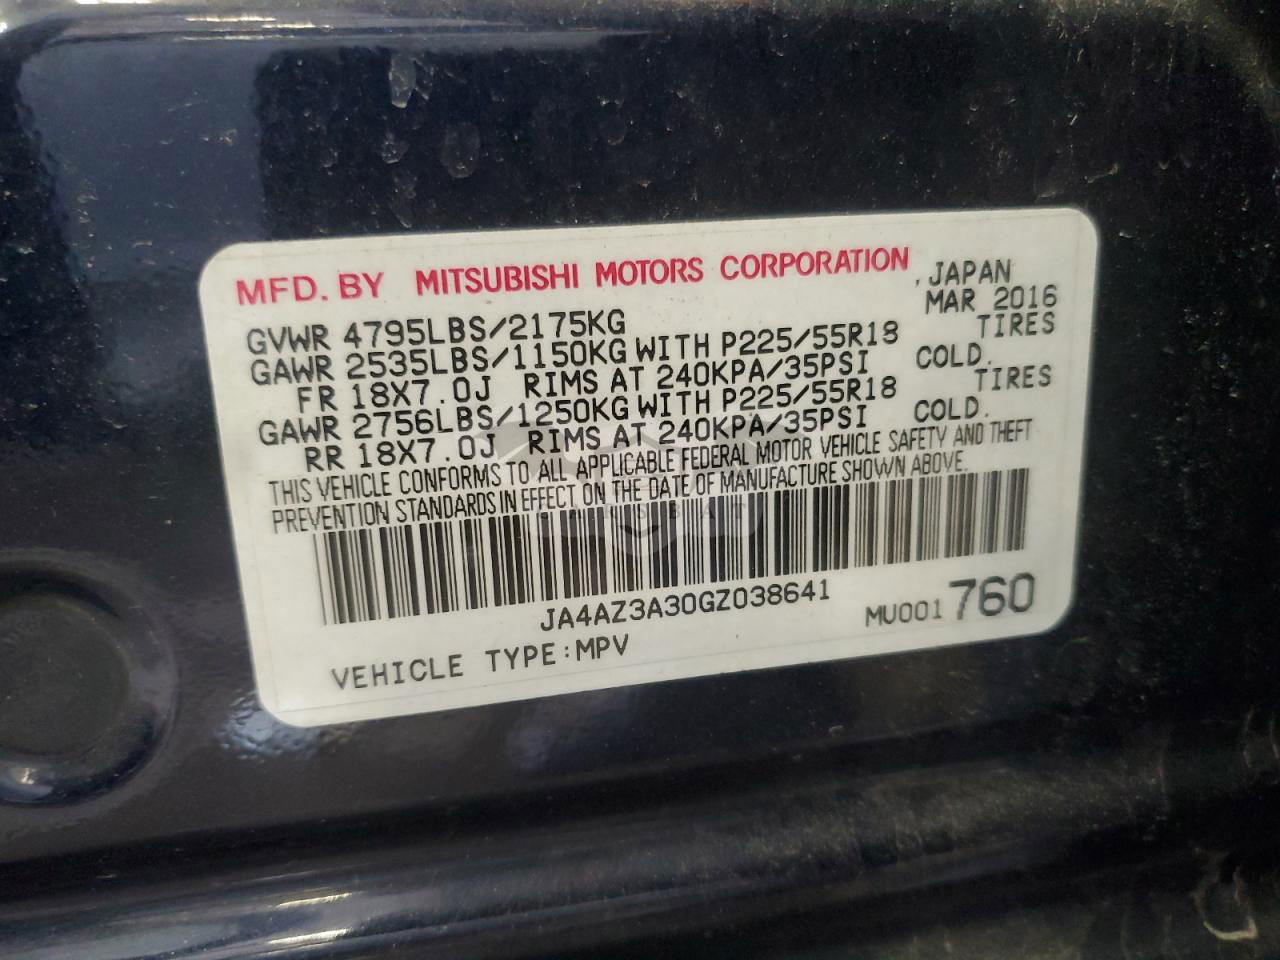 MFD. BY MITSUBISHI MOTORS CORPORATION, JAPAN
MAR 2016
GVWR 4795LBS/2175KG
GAWR 2535LBS/1150KG WITH P225/55R18 TIRES
FR 18X7.0J RIMS AT 240KPA/35PSI COLD.
GAWR 2756LBS/1250KG WITH P225/55R18 TIRES
RR 18X7.0J RIMS AT 240KPA/35PSI COLD.
THIS VEHICLE CONFORMS TO ALL APPLICABLE FEDERAL MOTOR VEHICLE SAFETY AND THEFT
PREVENTION STANDARDS IN EFFECT ON THE DATE OF MANUFACTURE SHOWN ABOVE.
JA4AZ3A30GZ038641
MU001 760
VEHICLE TYPE:MPV